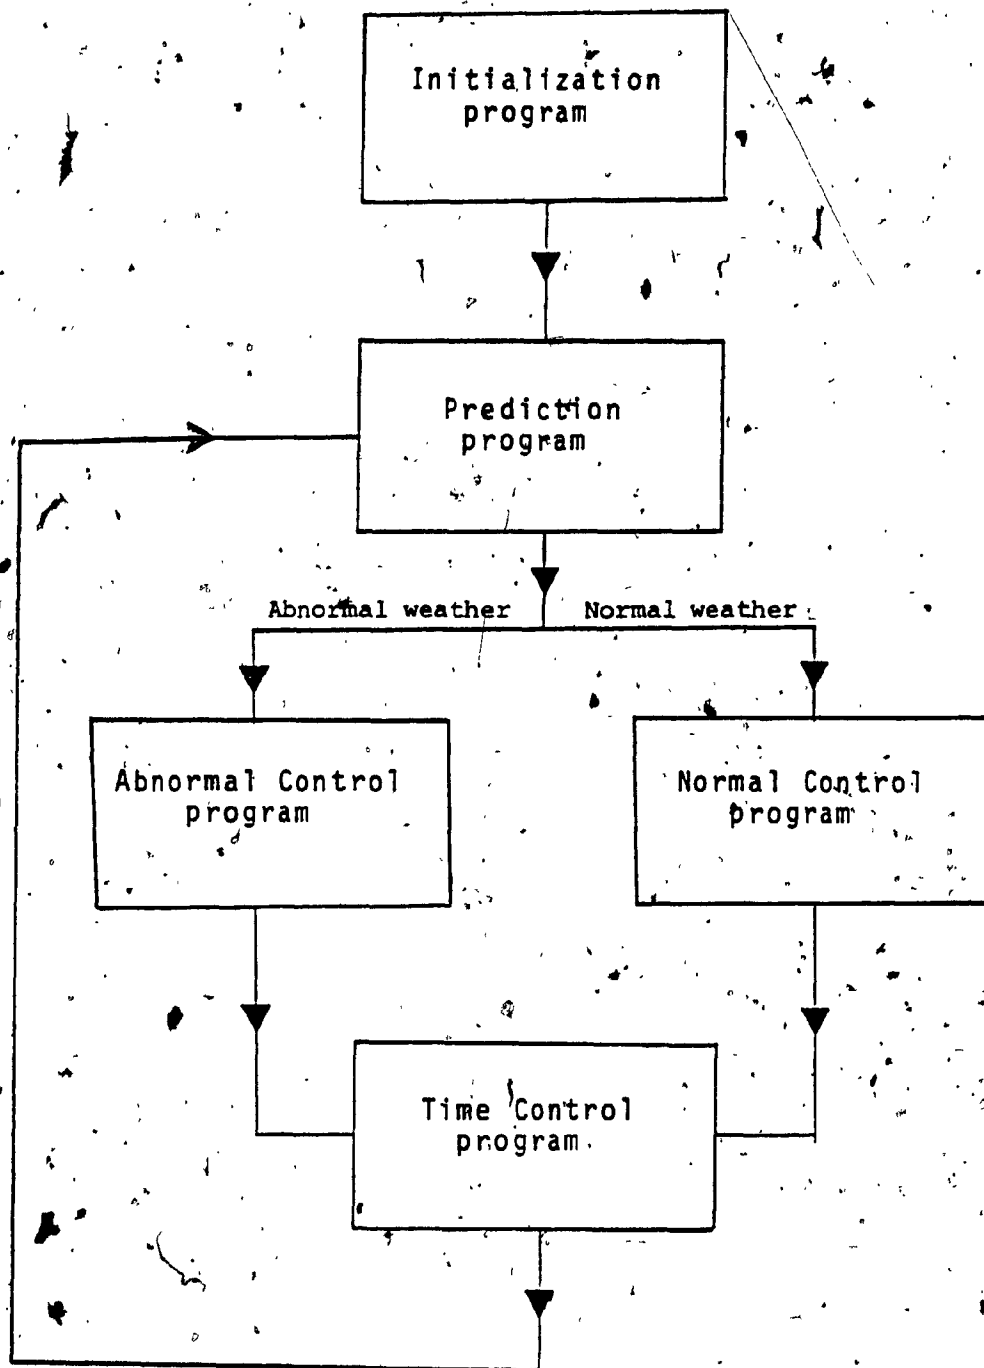 Initialization
program
Prediction
program
Abnormal weather
Normal weather
Abnormal Control
program
Normal Control
program
Time Control
program